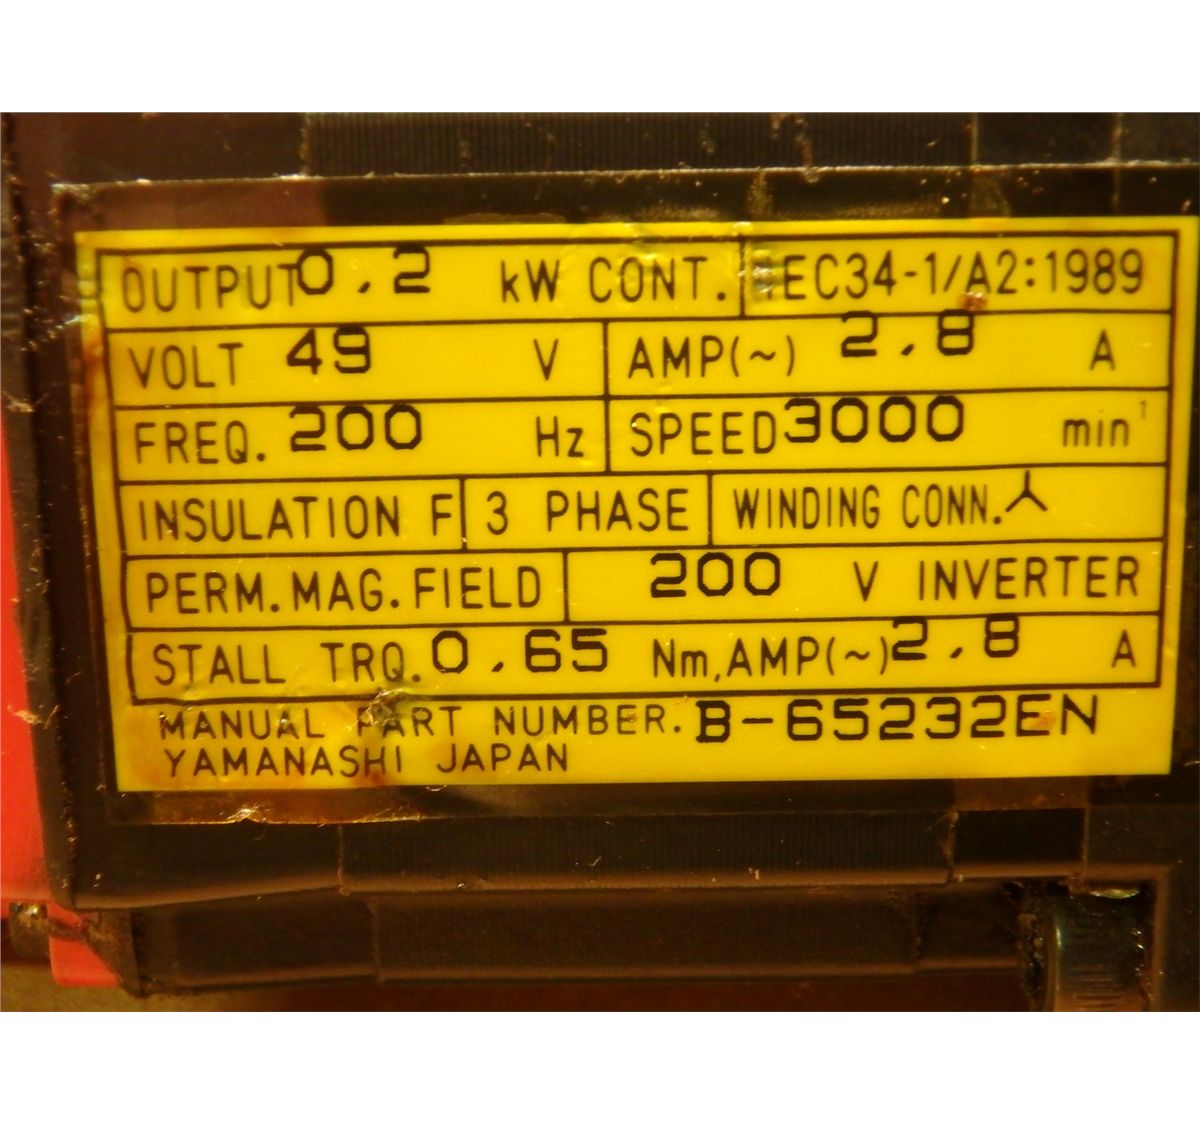 OUTPUT 0.2 kW CONT. IEC34-1/A2:1989
VOLT 49 V AMP(~) 2.8 A
FREQ. 200 Hz SPEED 3000 min⁻¹
INSULATION F 3 PHASE WINDING CONN.
PERM. MAG. FIELD 200 V INVERTER
STALL TRQ. 0.65 Nm, AMP(~) 2.8 A
MANUAL PART NUMBER. B-65232EN
YAMANASHI JAPAN